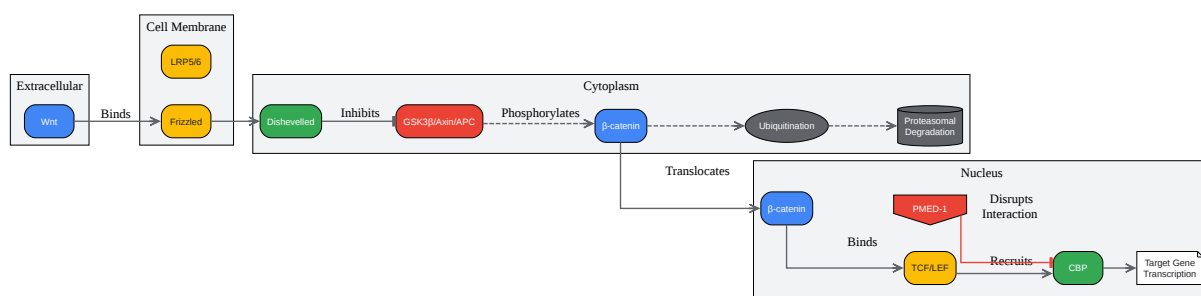 Cell Membrane
LRP5/6
Extracellular
Cytoplasm
Wnt
Binds
Frizzled
Dishevelled
Inhibits
GSK3β/Axin/APC
Phosphorylates
β-catenin
Ubiquitination
Proteasomal
Degradation
Translocates
Nucleus
β-catenin
PMED-1
Disrupts
Interaction
Binds
TCF/LEF
Recruits
CBP
Target Gene
Transcription